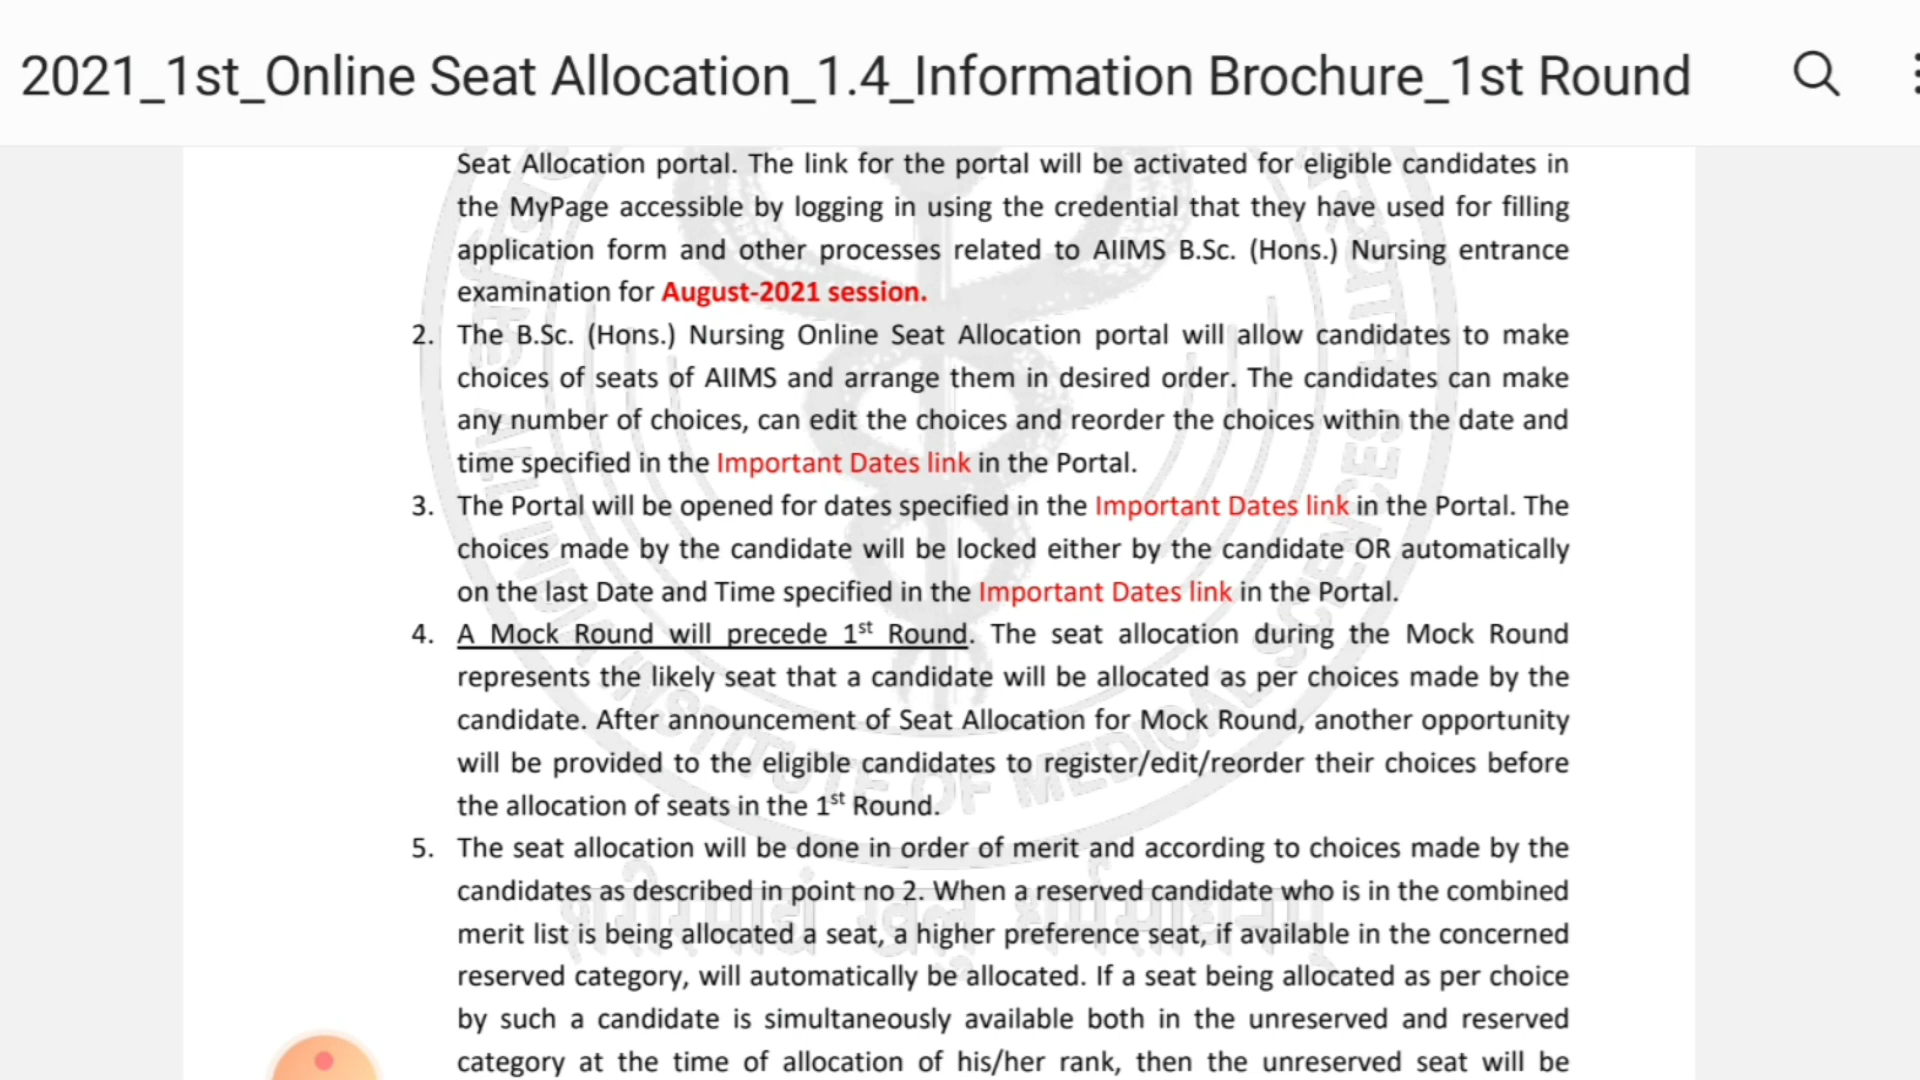 2021_1st_Online Seat Allocation_1.4_Information Brochure_1st Round
Seat Allocation portal. The link for the portal will be activated for eligible candidates in
the MyPage accessible by logging in using the credential that they have used for filling
application form and other processes related to AIIMS B.Sc. (Hons.) Nursing entrance
examination for August-2021 session.
2. The B.Sc. (Hons.) Nursing Online Seat Allocation portal will allow candidates to make
choices of seats of AIIMS and arrange them in desired order. The candidates can make
any number of choices, can edit the choices and reorder the choices within the date and
time specified in the Important Dates link in the Portal.
3. The Portal will be opened for dates specified in the Important Dates link in the Portal. The
choices made by the candidate will be locked either by the candidate OR automatically
on the last Date and Time specified in the Important Dates link in the Portal.
4. A Mock Round will precede 1st Round. The seat allocation during the Mock Round
represents the likely seat that a candidate will be allocated as per choices made by the
candidate. After announcement of Seat Allocation for Mock Round, another opportunity
will be provided to the eligible candidates to register/edit/reorder their choices before
the allocation of seats in the 1st Round.
5. The seat allocation will be done in order of merit and according to choices made by the
candidates as described in point no 2. When a reserved candidate who is in the combined
merit list is being allocated a seat, a higher preference seat, if available in the concerned
reserved category, will automatically be allocated. If a seat being allocated as per choice
by such a candidate is simultaneously available both in the unreserved and reserved
category at the time of allocation of his/her rank, then the unreserved seat will be
ALL INDIA INSTITUTE OF MEDICAL SCIENCES
शरीरमाद्यं खलु धर्मसाधनम्